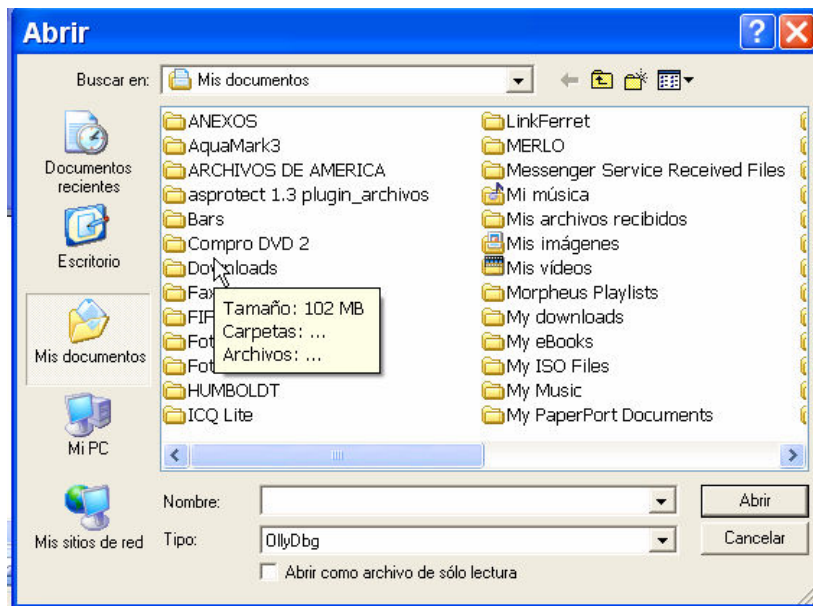 Abrir
Buscar en: Mis documentos
Documentos
recientes
Escritorio
Mis documentos
Mi PC
Mis sitios de red
ANEXOS
AquaMark3
ARCHIVOS DE AMERICA
asprotect 1.3 plugin_archivos
Bars
Compro DVD 2
Downloads
Fax
FIF
Fot
Fot
HUMBOLDT
ICQ Lite
Tamaño: 102 MB
Carpetas: ...
Archivos: ...
LinkFerret
MERLO
Messenger Service Received Files
Mi música
Mis archivos recibidos
Mis imágenes
Mis vídeos
Morpheus Playlists
My downloads
My eBooks
My ISO Files
My Music
My PaperPort Documents
Nombre:
Abrir
Tipo: OllyDbg
Cancelar
Abrir como archivo de sólo lectura